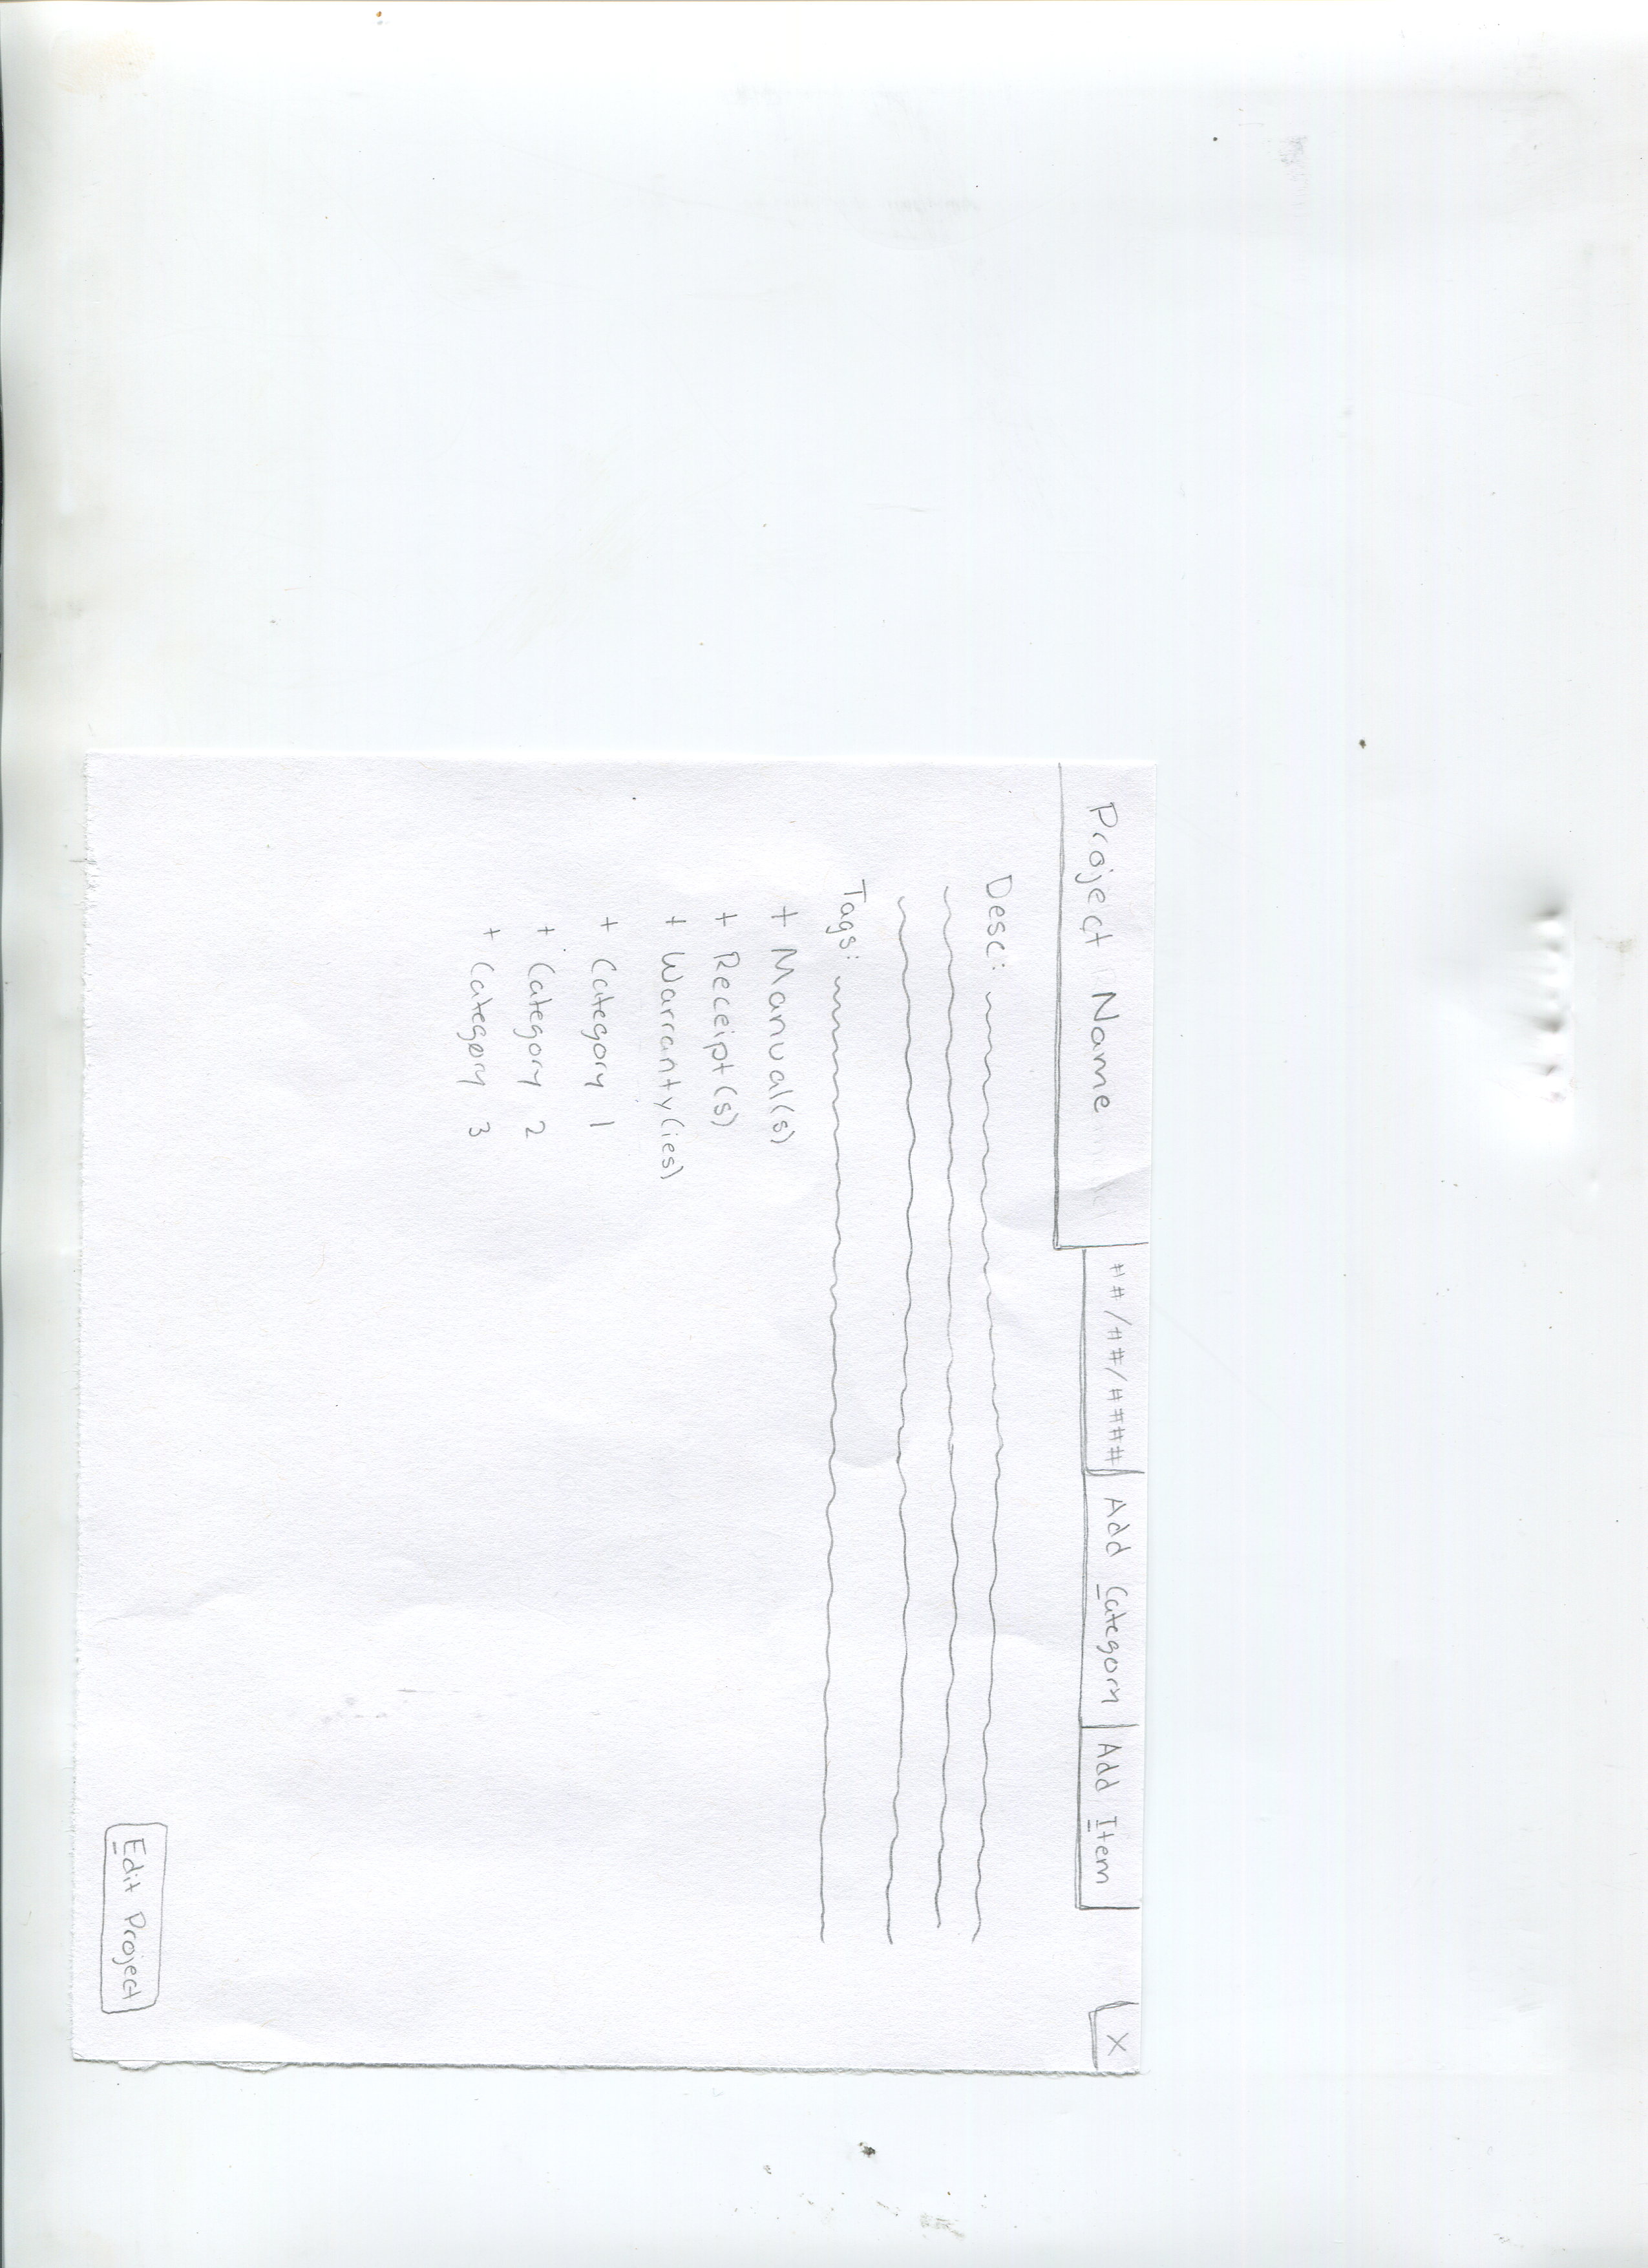 Project Name
##/##/####
Add Category
Add Item
X
Desc:
Tags:
+ Manual(s)
+ Receipt(s)
+ Warranty(ies)
+ Category 1
+ Category 2
+ Category 3
Edit Project